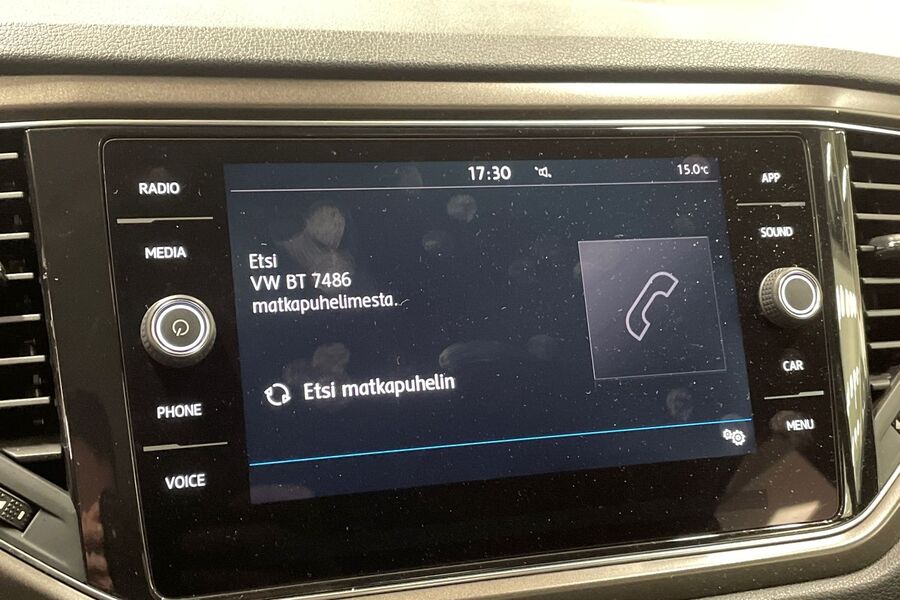 17:30
15.0°C
RADIO
MEDIA
PHONE
VOICE
Etsi
VW BT 7486
matkapuhelimesta.
Etsi matkapuhelin
APP
SOUND
CAR
MENU